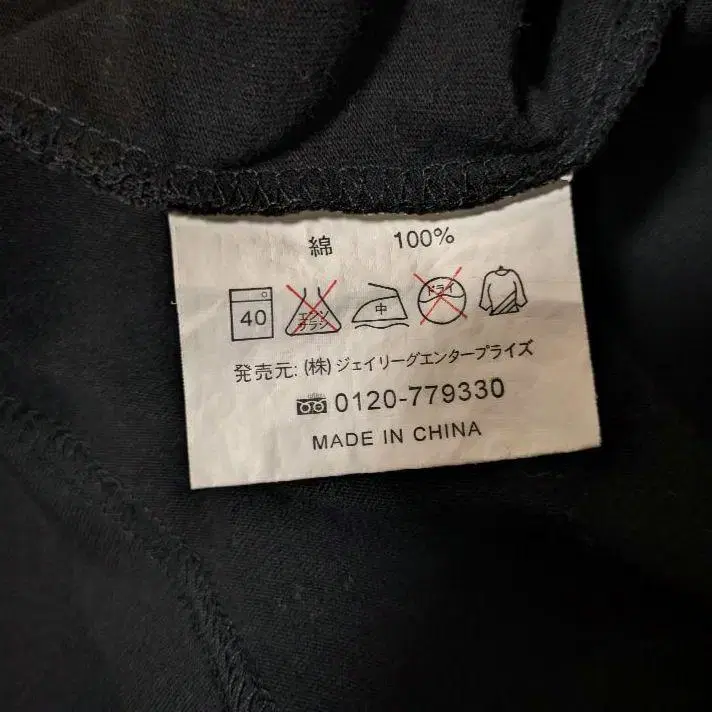 綿 100%
40 エンソ サラシ 中 ドライ
発売元: (株) ジェイリーグエンタープライズ
0120-779330
MADE IN CHINA